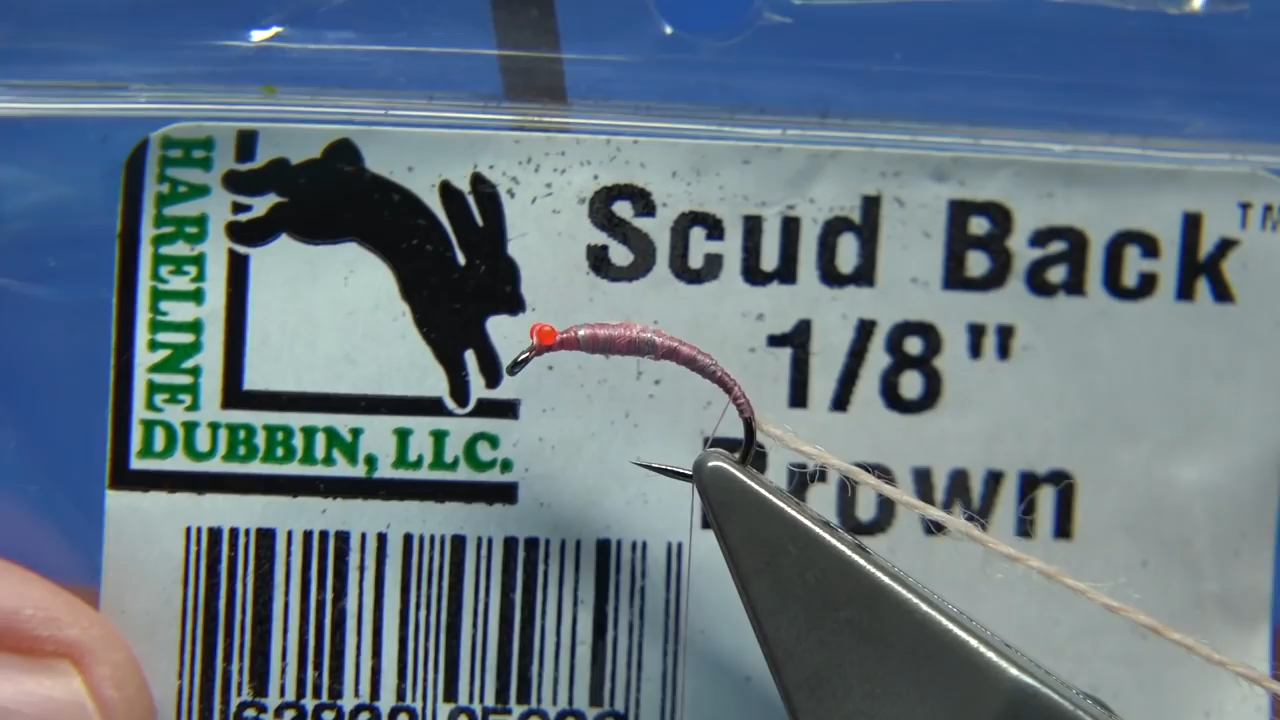 HARELINE
DUBBIN, LLC.
Scud Back™
1/8"
Brown